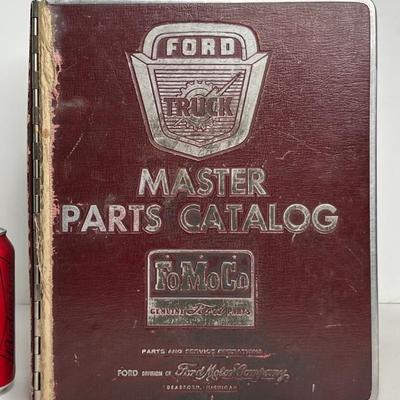 FORD
TRUCK
MASTER
PARTS CATALOG
FoMoCo
GENUINE Ford PARTS
PARTS AND SERVICE OPERATIONS
FORD DIVISION OF Ford Motor Company
DEARBORN, MICHIGAN